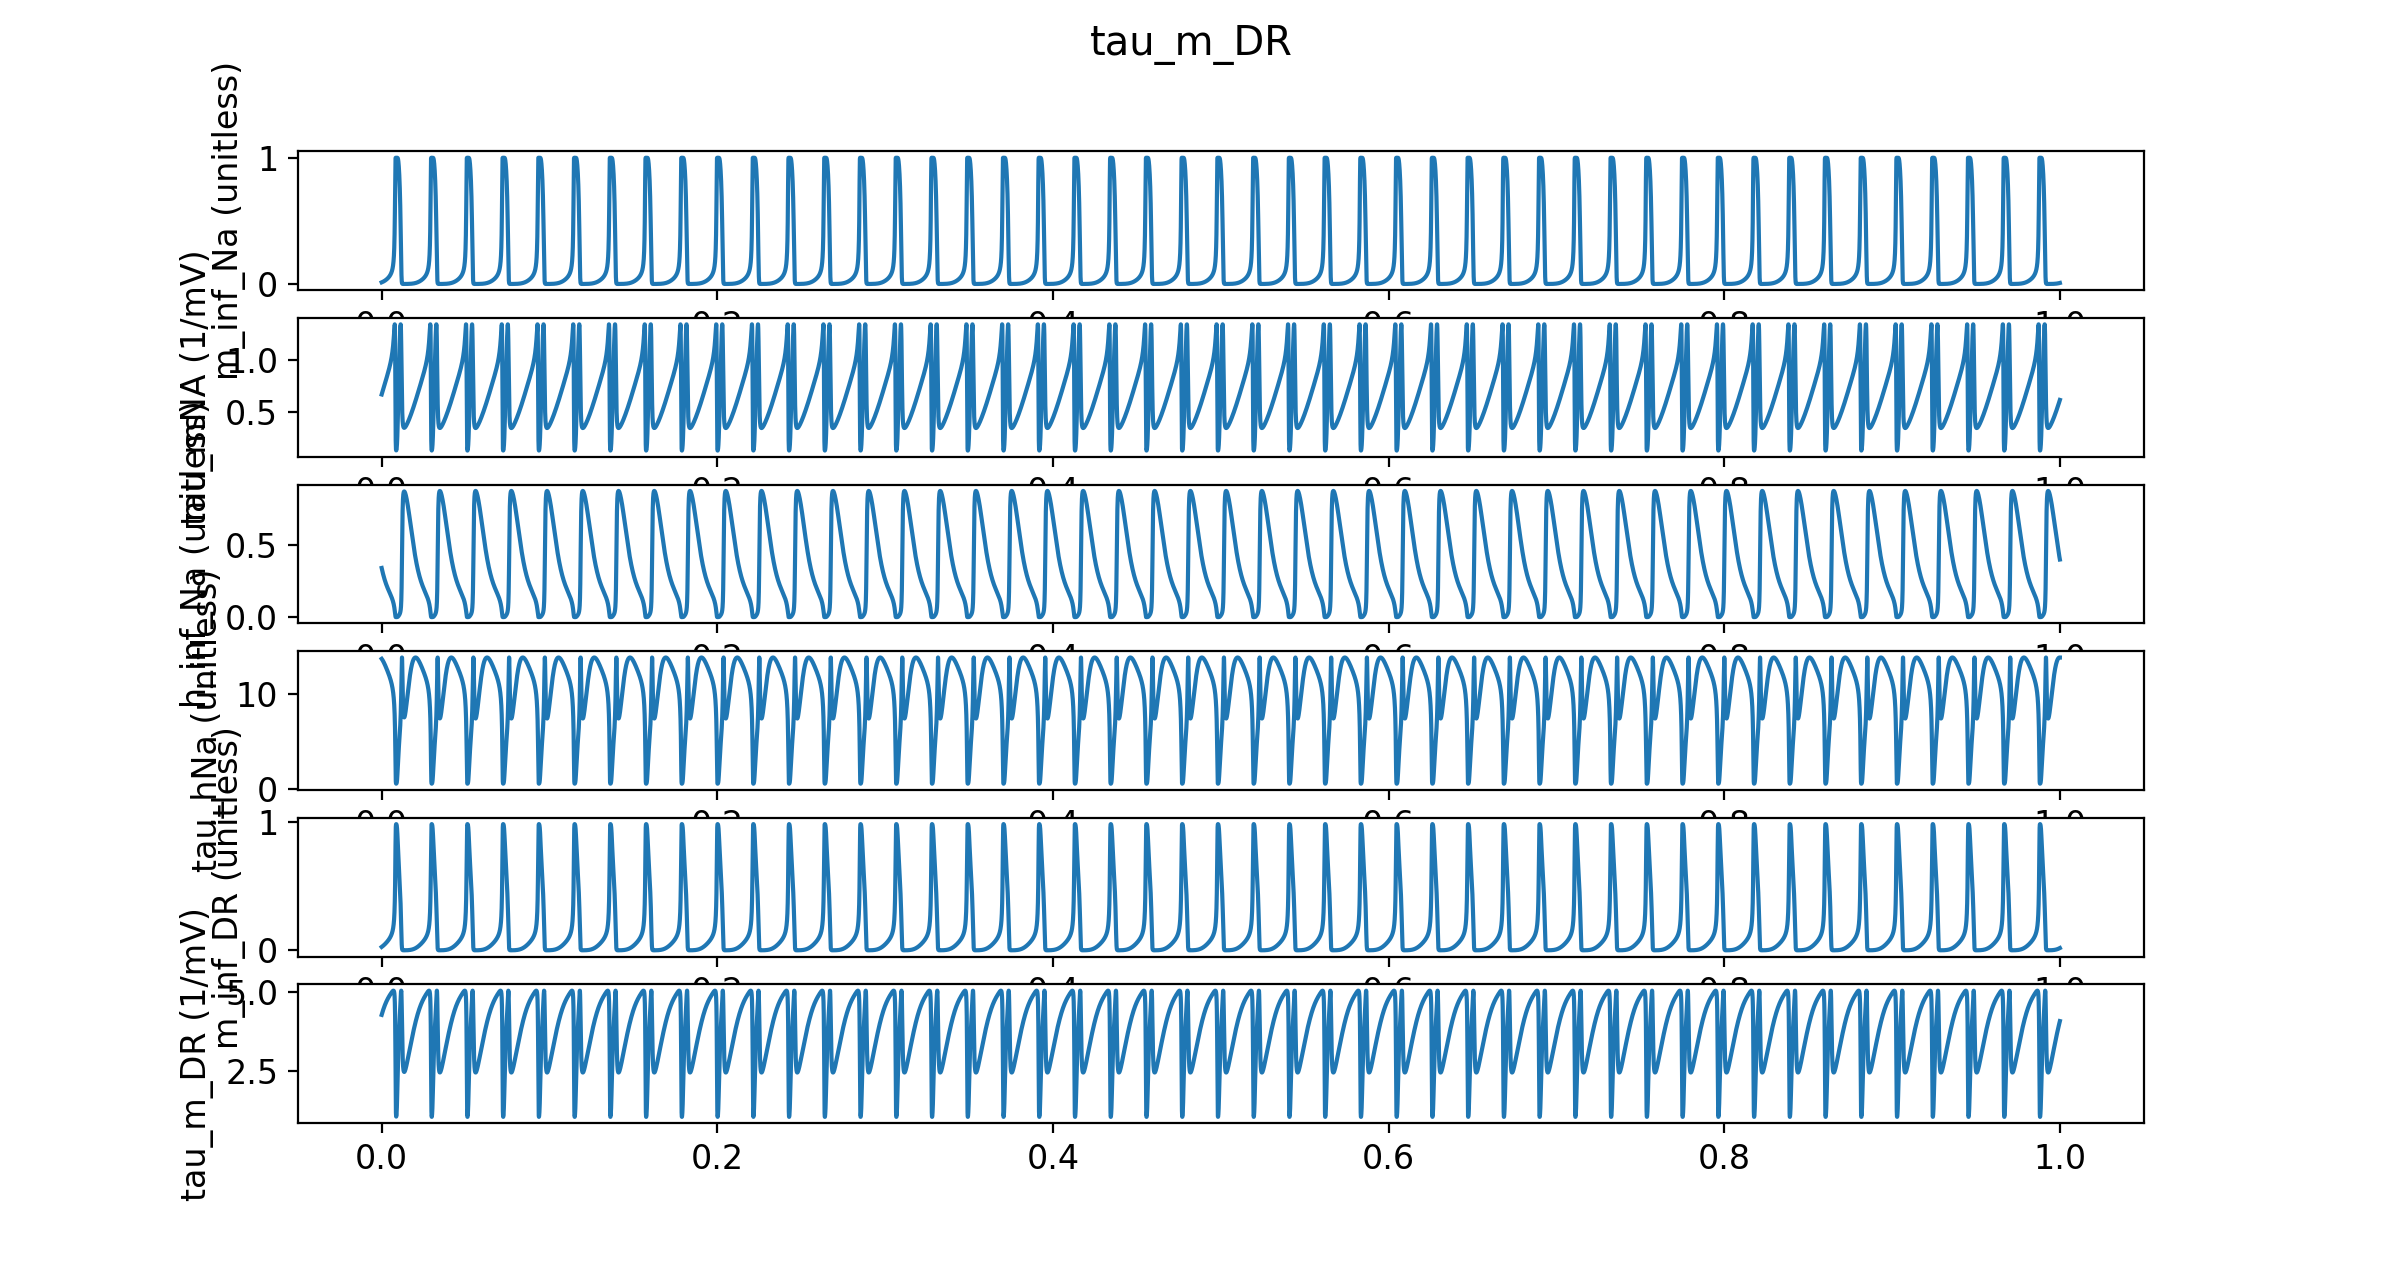 tau_m_DR
m_inf_Na (unitless)
1
0
tau_mNA (1/mV)
1.0
0.5
h_inf_Na (unitless)
0.5
0.0
tau_hNa (unitless)
10
0
m_inf_DR (unitless)
1
0
tau_m_DR (1/mV)
5.0
2.5
0.0 0.2 0.4 0.6 0.8 1.0